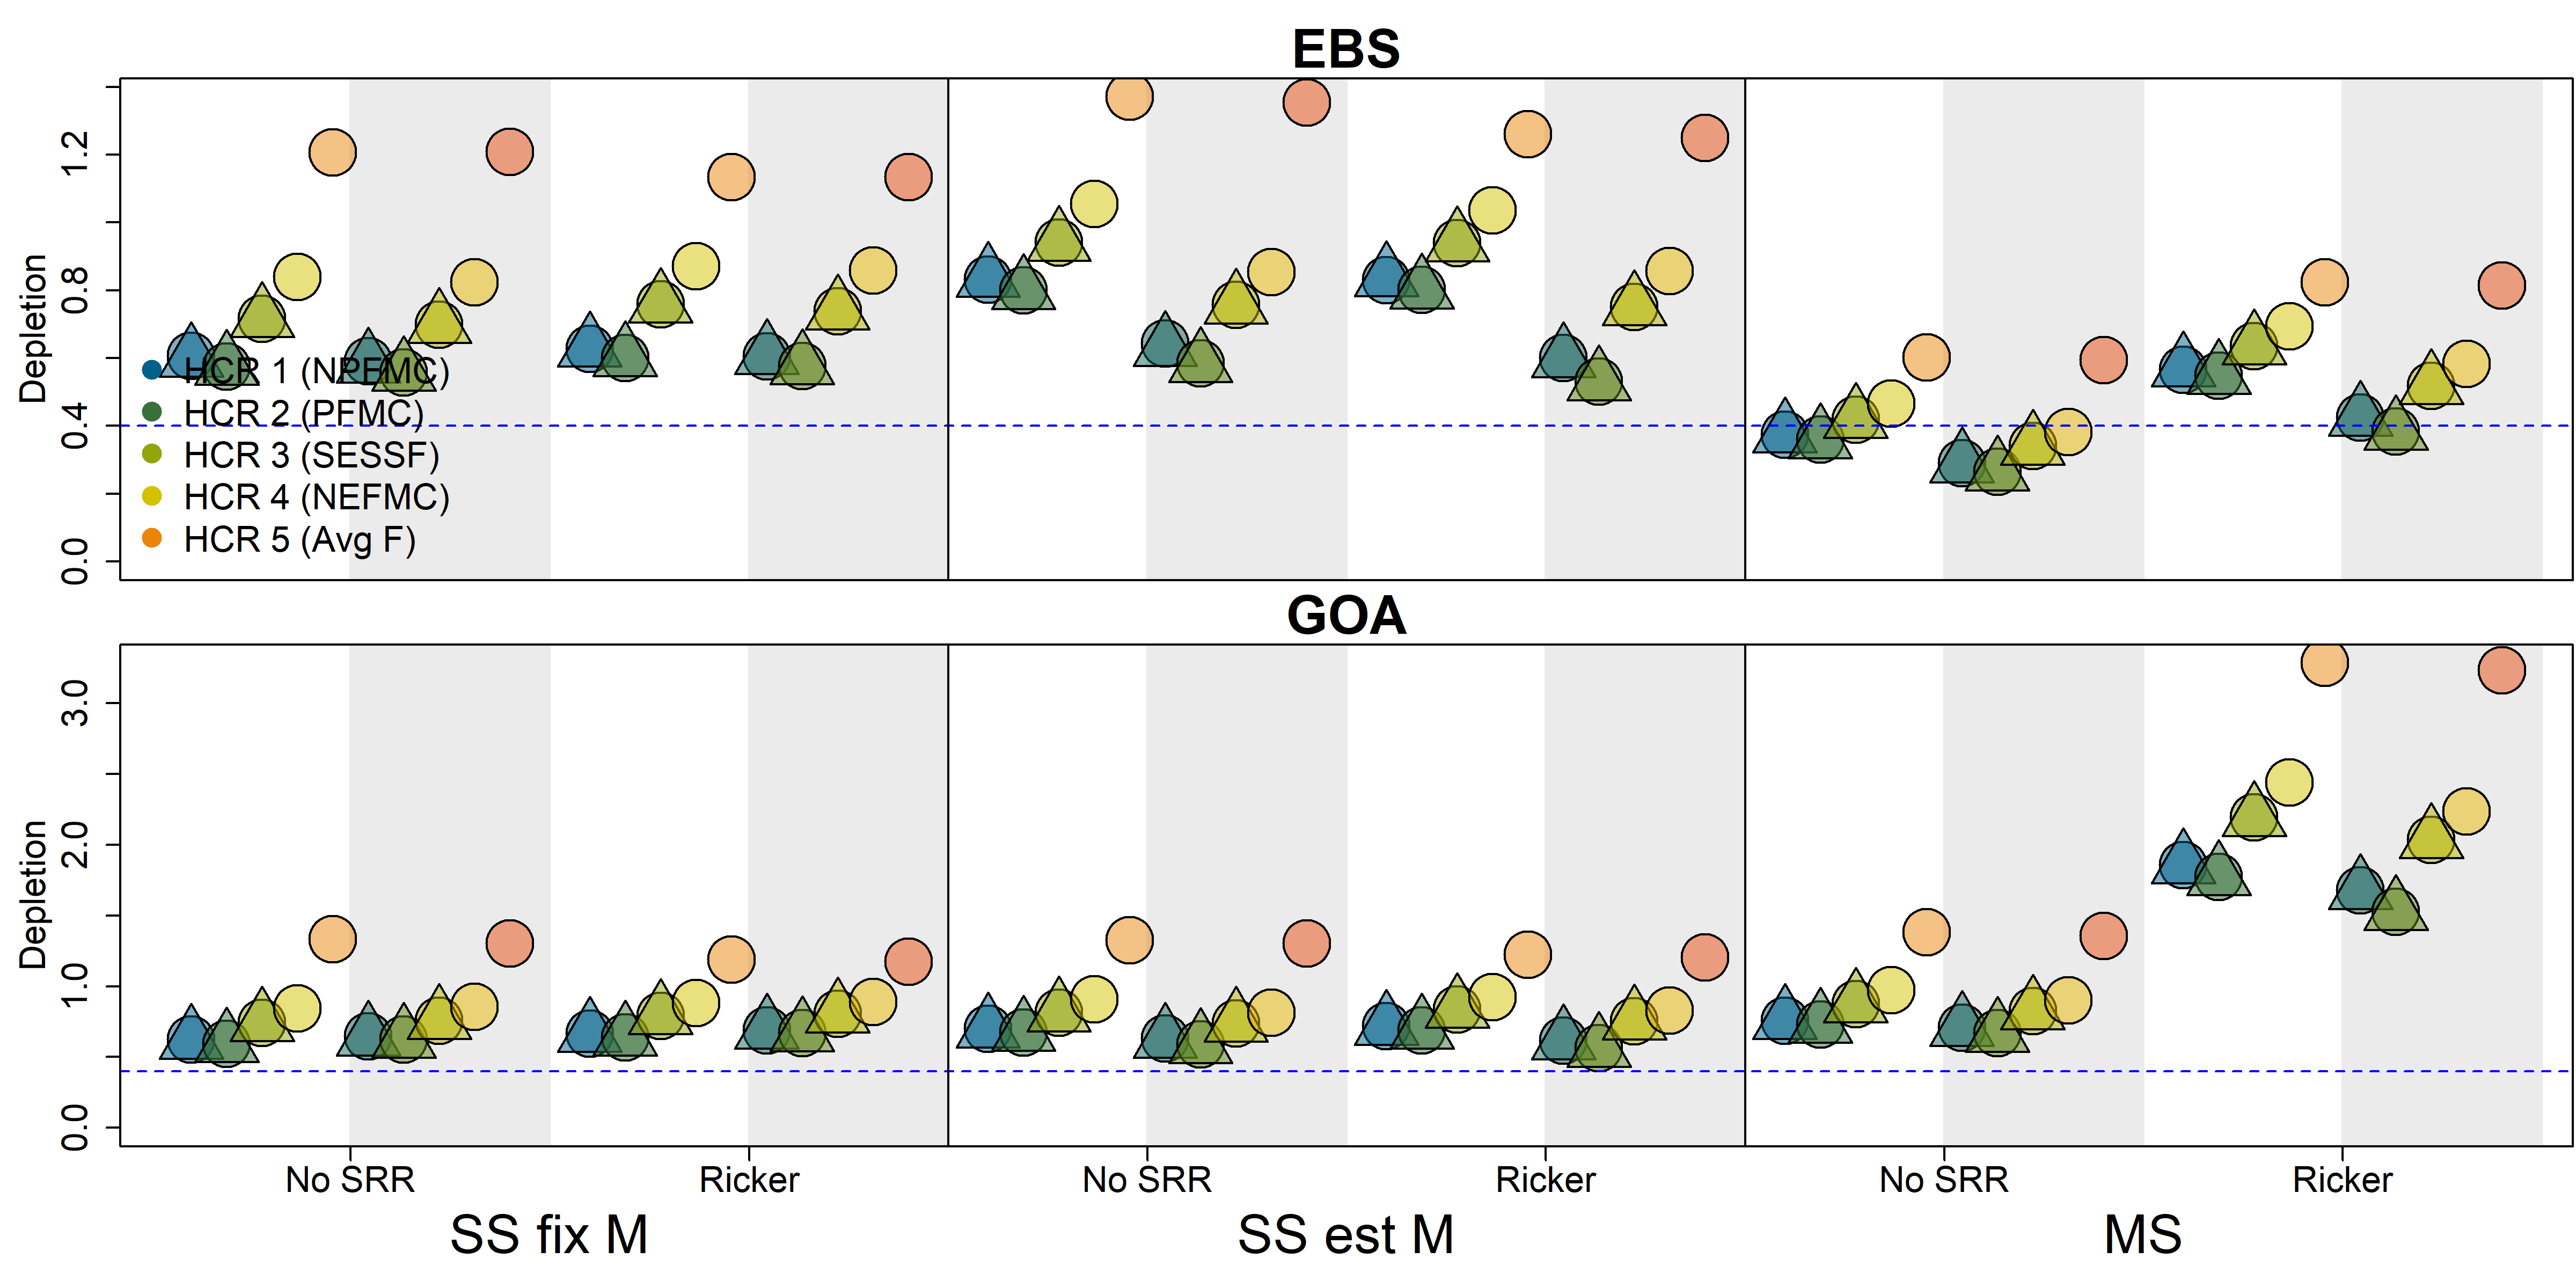 EBS
Depletion
1.2
0.8
0.4
0.0
HCR 1 (NPFMC)
HCR 2 (PFMC)
HCR 3 (SESSF)
HCR 4 (NEFMC)
HCR 5 (Avg F)
GOA
Depletion
3.0
2.0
1.0
0.0
No SRR Ricker No SRR Ricker No SRR Ricker
SS fix M SS est M MS